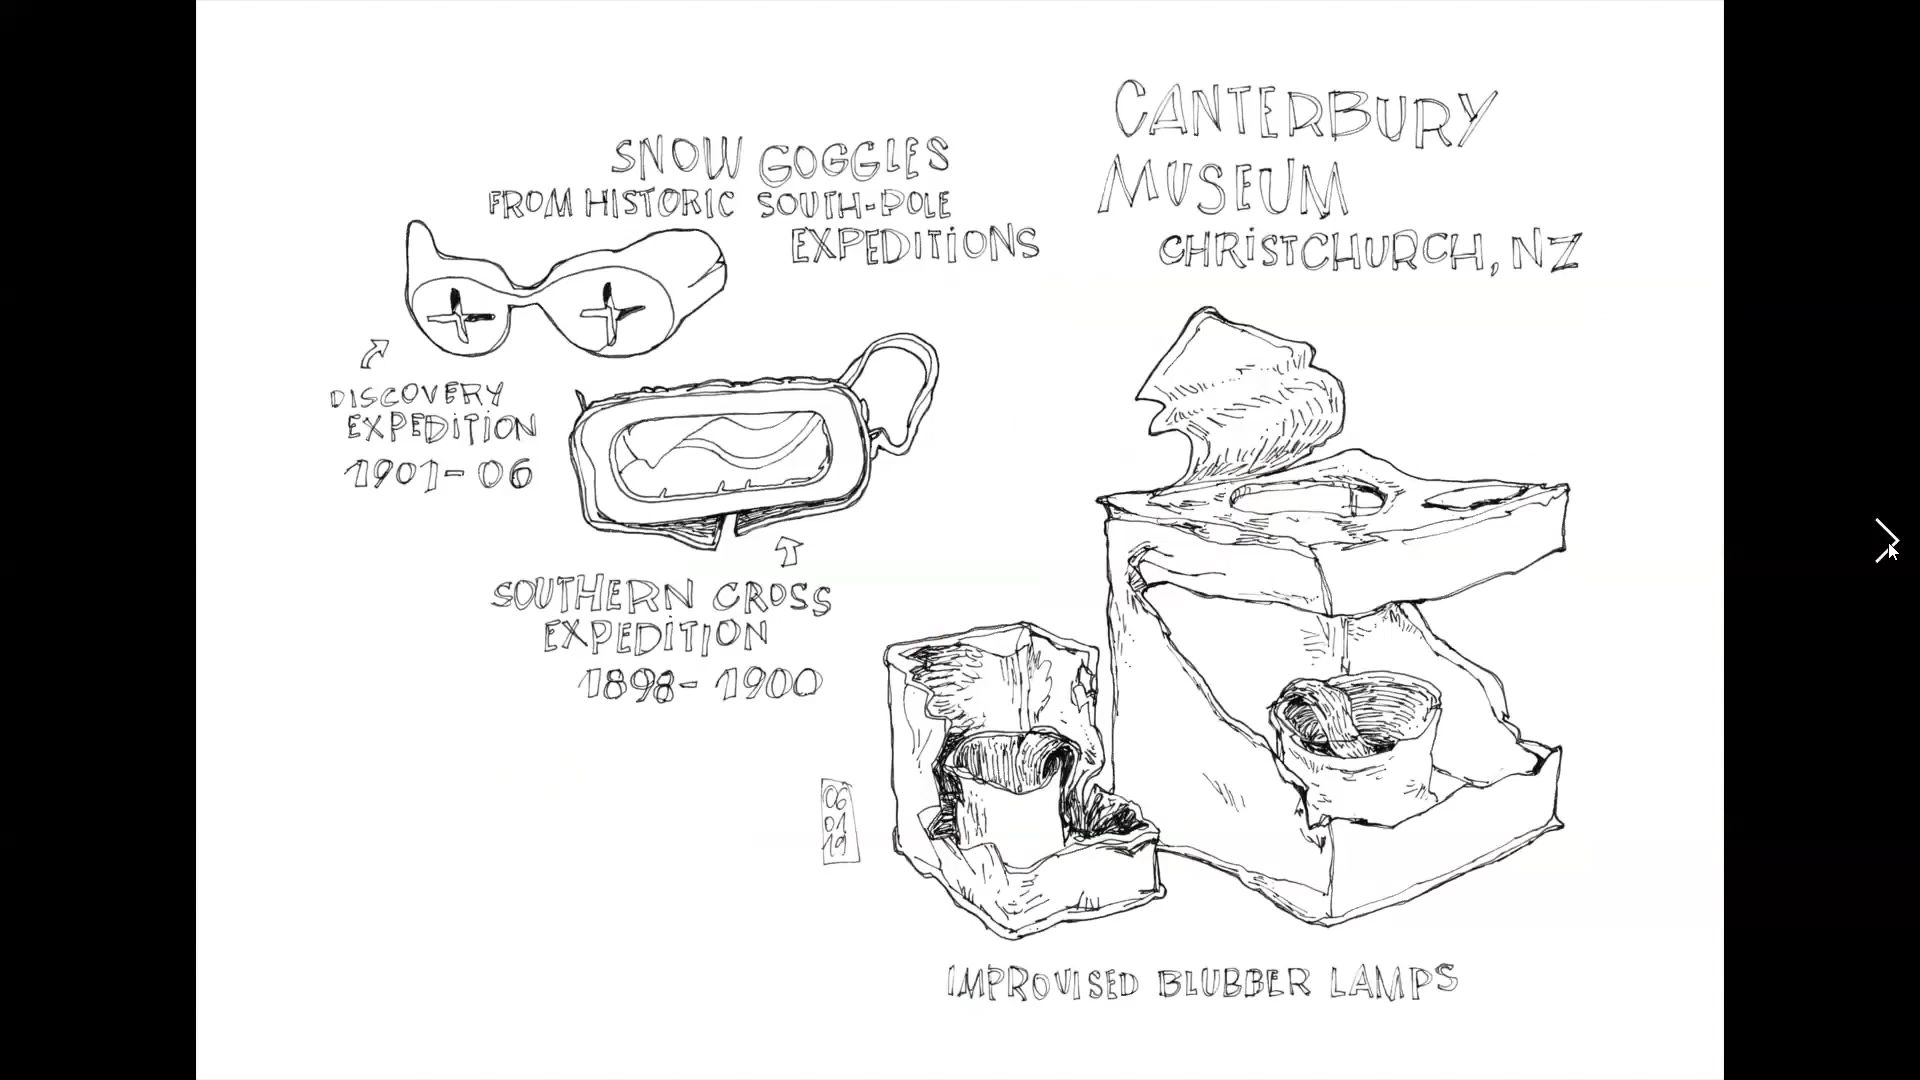 SNOW GOGGLES
FROM HISTORIC SOUTH-POLE
EXPEDITIONS
CANTERBURY
MUSEUM
CHRISTCHURCH, NZ
DISCOVERY
EXPEDITION
1901-06
SOUTHERN CROSS
EXPEDITION
1898-1900
06
01
19
IMPROVISED BLUBBER LAMPS